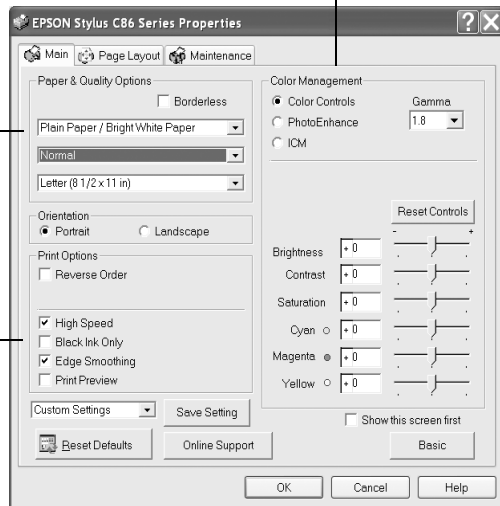 EPSON Stylus C86 Series Properties
? X
Main Page Layout Maintenance
Paper & Quality Options
Borderless
Plain Paper / Bright White Paper
Normal
Letter (8 1/2 x 11 in)
Orientation
Portrait Landscape
Print Options
Reverse Order
High Speed
Black Ink Only
Edge Smoothing
Print Preview
Custom Settings Save Setting
Reset Defaults Online Support
Color Management
Color Controls Gamma
PhotoEnhance 1.8
ICM
Reset Controls
- +
Brightness + 0
Contrast + 0
Saturation + 0
Cyan + 0
Magenta + 0
Yellow + 0
Show this screen first
Basic
OK Cancel Help